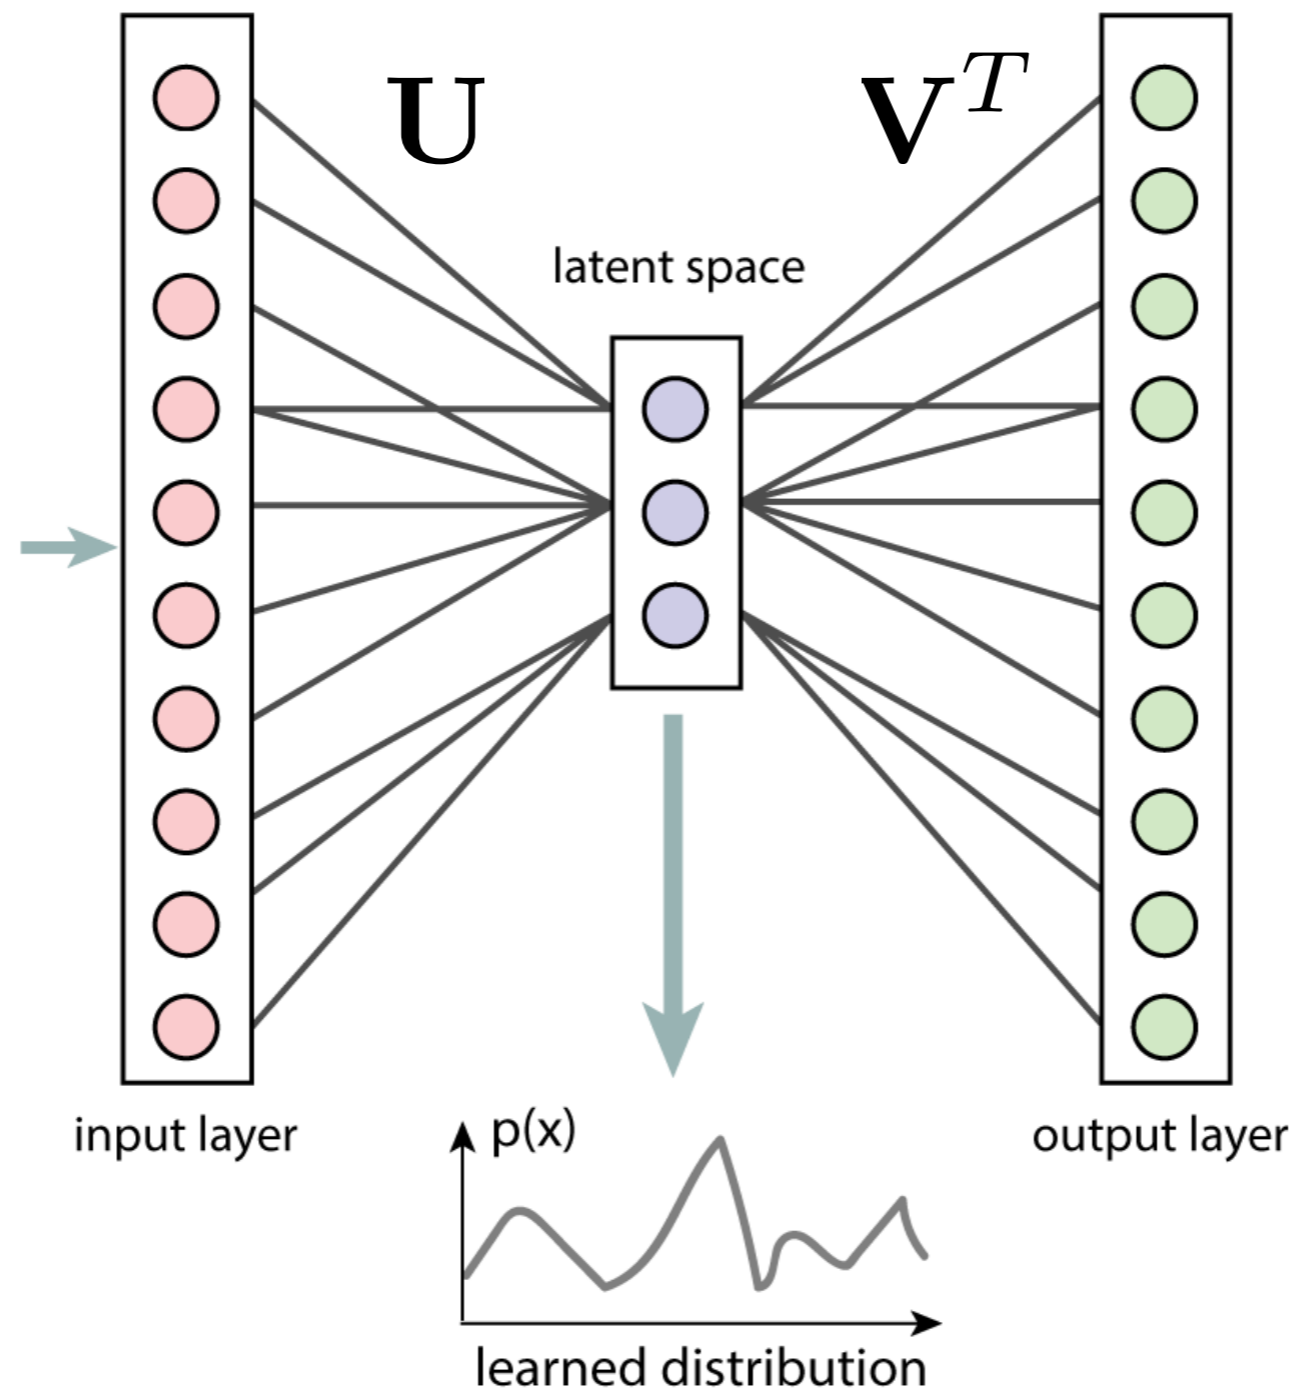 U
V^T
latent space
input layer
output layer
p(x)
learned distribution